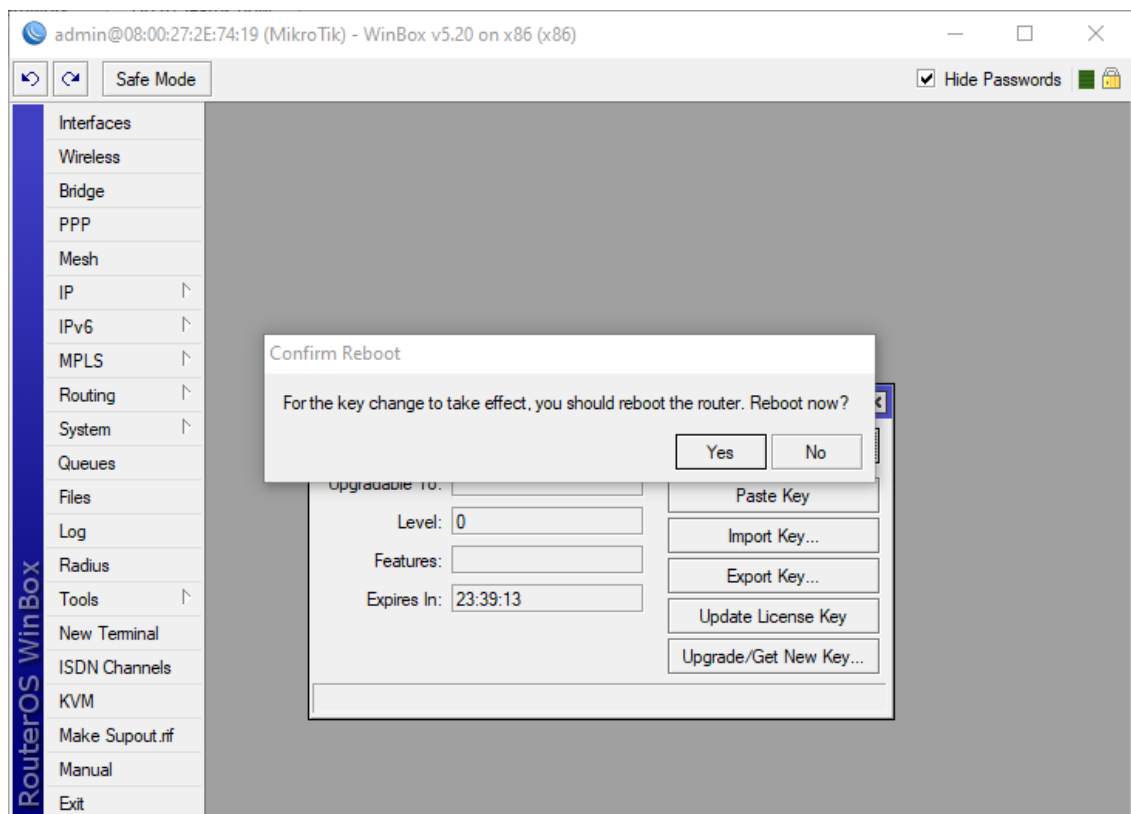 admin@08:00:27:2E:74:19 (MikroTik) - WinBox v5.20 on x86 (x86)
Safe Mode
Hide Passwords
Interfaces
Wireless
Bridge
PPP
Mesh
IP
IPv6
MPLS
Routing
System
Queues
Files
Log
Radius
Tools
New Terminal
ISDN Channels
KVM
Make Supout.rif
Manual
Exit
RouterOS WinBox
Confirm Reboot
For the key change to take effect, you should reboot the router. Reboot now?
Yes No
Upgradable To:
Level: 0
Features:
Expires In: 23:39:13
Paste Key
Import Key...
Export Key...
Update License Key
Upgrade/Get New Key...